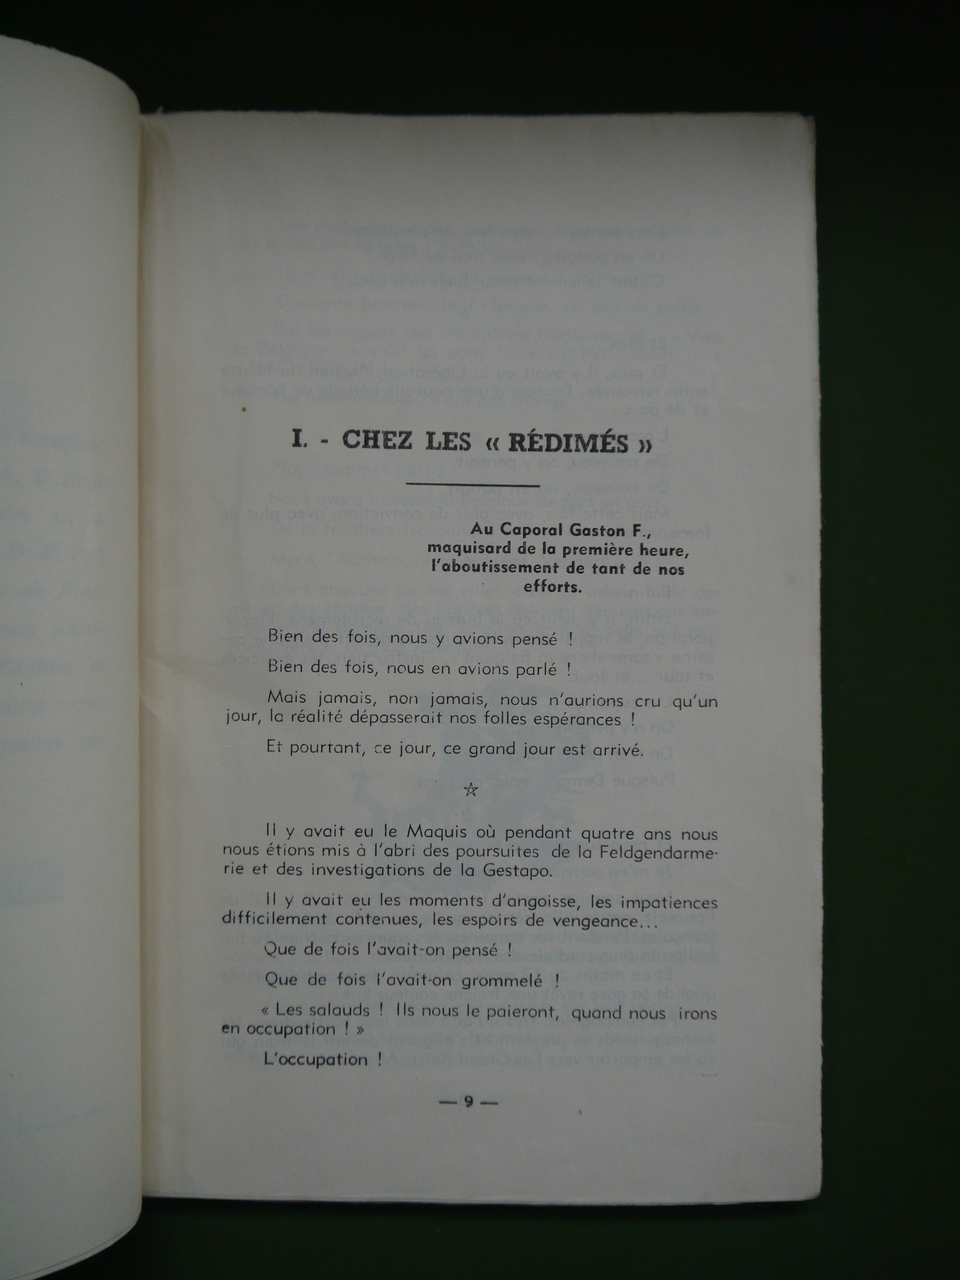 I. - CHEZ LES « RÉDIMÉS »
Au Caporal Gaston F.,
maquisard de la première heure,
l'aboutissement de tant de nos
efforts.
Bien des fois, nous y avions pensé !
Bien des fois, nous en avions parlé !
Mais jamais, non jamais, nous n'aurions cru qu'un
jour, la réalité dépasserait nos folles espérances !
Et pourtant, ce jour, ce grand jour est arrivé.
Il y avait eu le Maquis où pendant quatre ans nous
nous étions mis à l'abri des poursuites de la Feldgendarme-
rie et des investigations de la Gestapo.
Il y avait eu les moments d'angoisse, les impatiences
difficilement contenues, les espoirs de vengeance...
Que de fois l'avait-on pensé !
Que de fois l'avait-on grommelé !
« Les salauds ! Ils nous le paieront, quand nous irons
en occupation ! »
L'occupation !
— 9 —